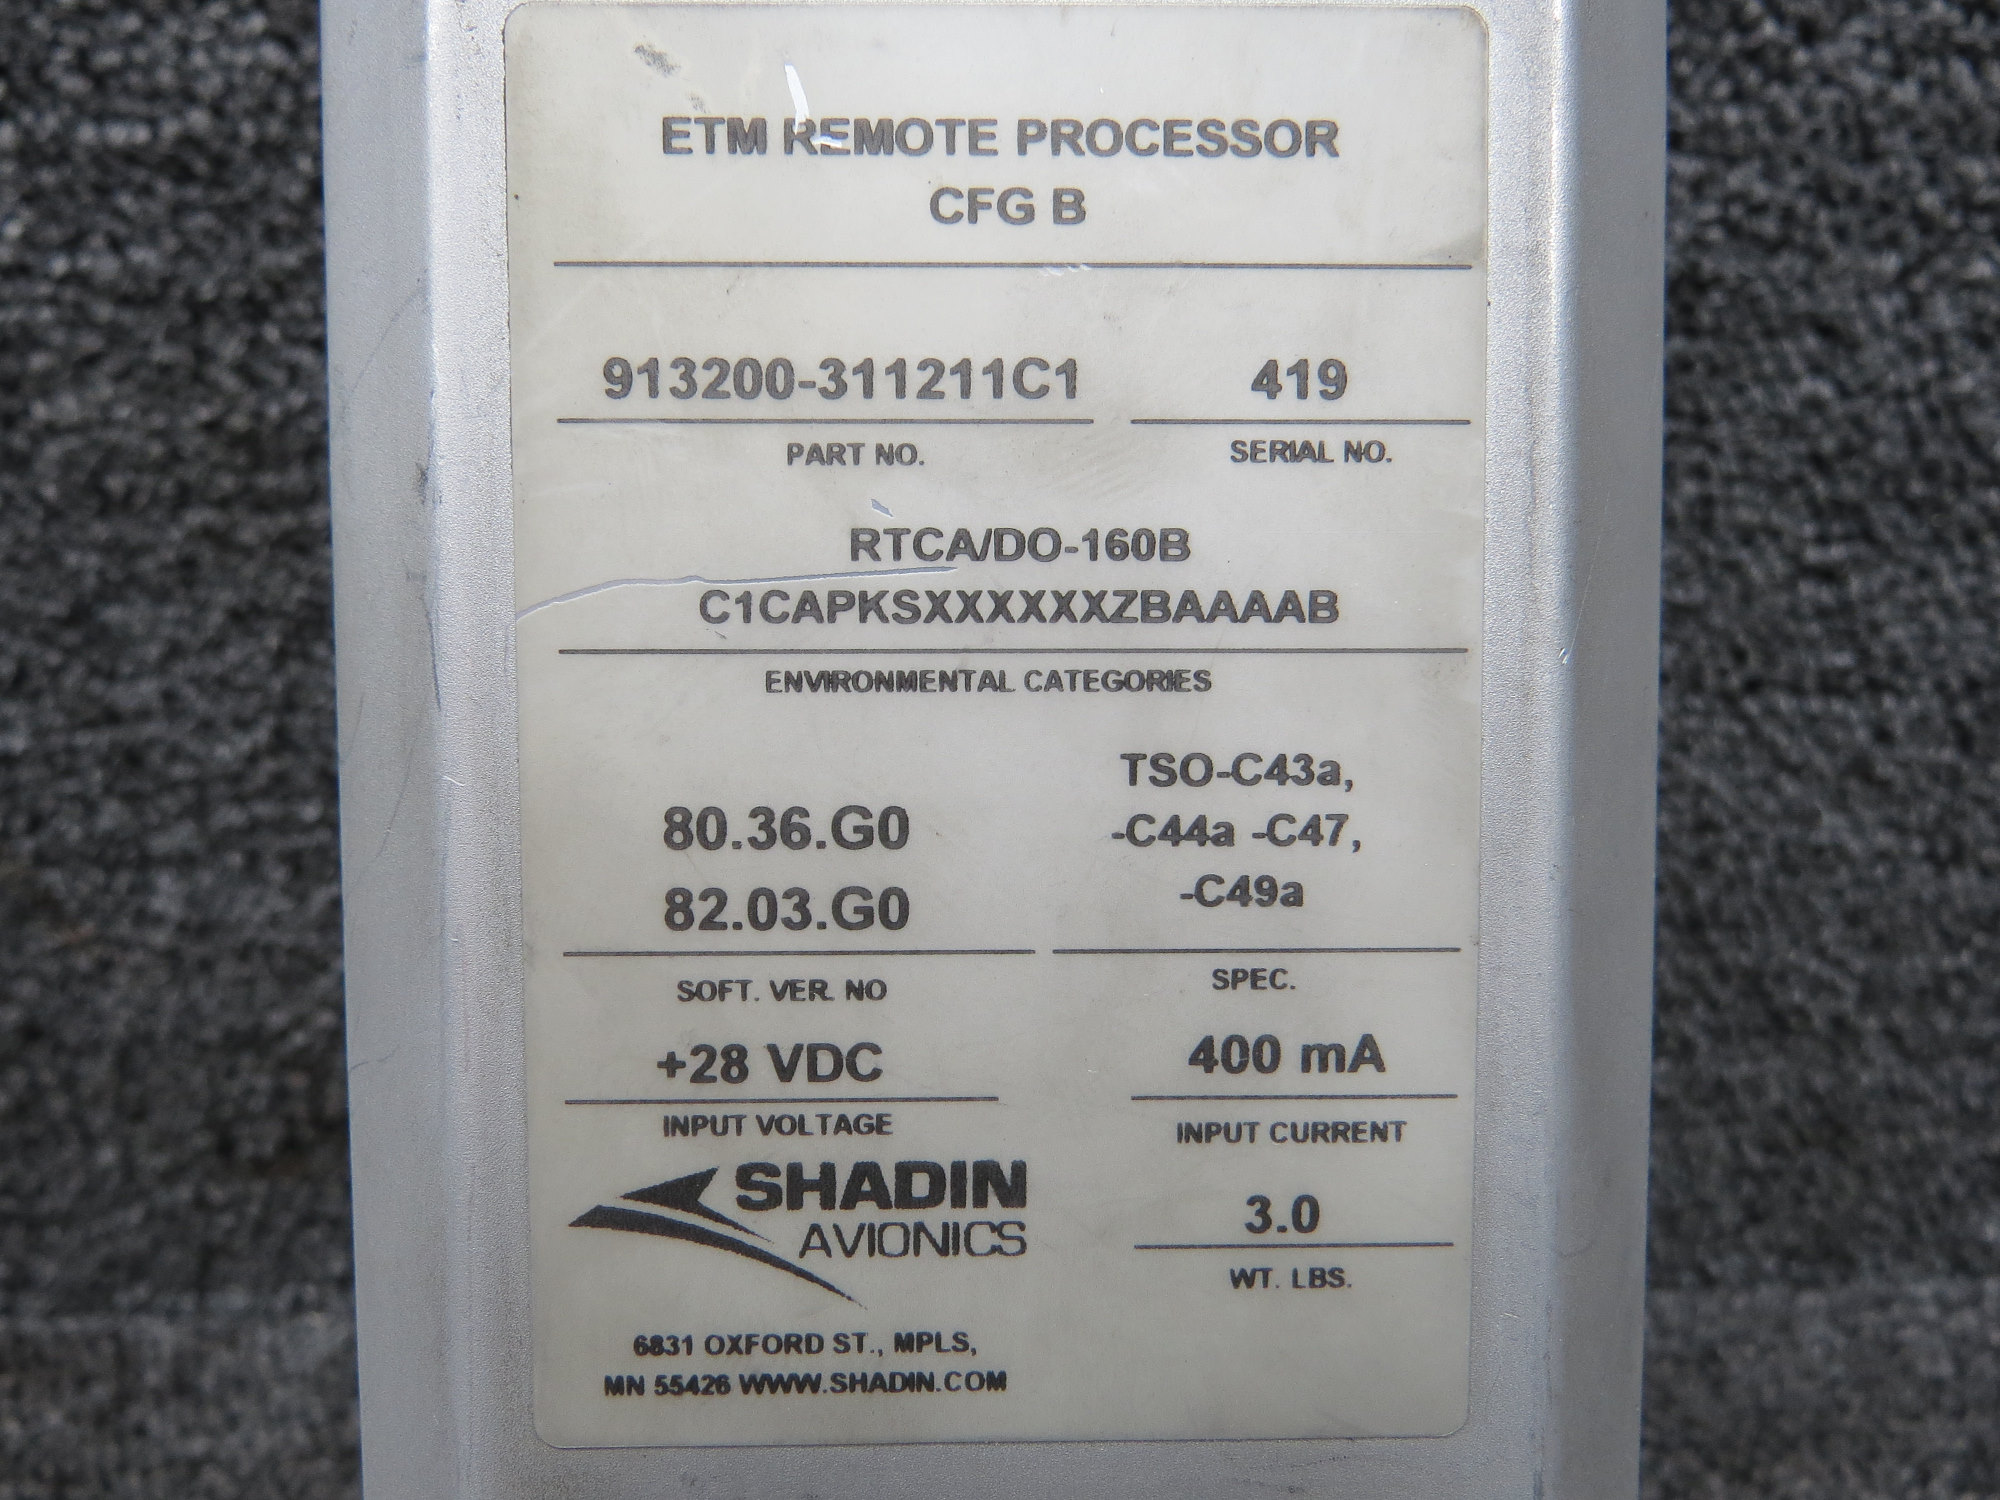 ETM REMOTE PROCESSOR
CFG B
913200-311211C1 419
PART NO. SERIAL NO.
RTCA/DO-160B
C1CAPKSXXXXXXZBAAAAB
ENVIRONMENTAL CATEGORIES
TSO-C43a,
80.36.G0 -C44a -C47,
82.03.G0 -C49a
SOFT. VER. NO SPEC.
+28 VDC 400 mA
INPUT VOLTAGE INPUT CURRENT
SHADIN
AVIONICS
3.0
WT. LBS.
6831 OXFORD ST., MPLS,
MN 55426 WWW.SHADIN.COM